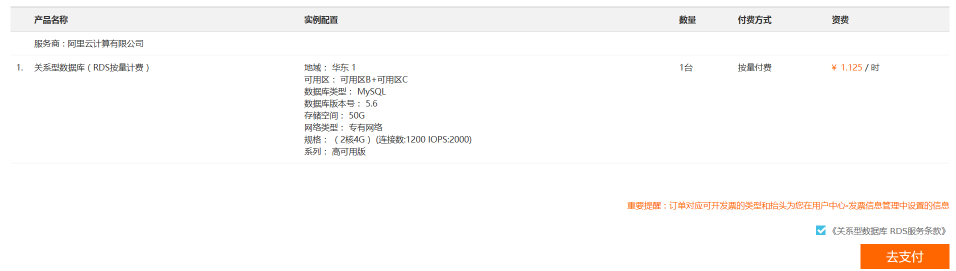 产品名称 实例配置 数量 付费方式 资费
服务商：阿里云计算有限公司
1. 关系型数据库（RDS按量计费） 地域： 华东 1 1台 按量付费 ¥ 1.125 / 时
可用区： 可用区B+可用区C
数据库类型： MySQL
数据库版本号： 5.6
存储空间： 50G
网络类型： 专有网络
规格：（2核4G）(连接数:1200 IOPS:2000)
系列： 高可用版
重要提醒：订单对应可开发票的类型和抬头为您在用户中心-发票信息管理中设置的信息
《关系型数据库 RDS服务条款》
去支付